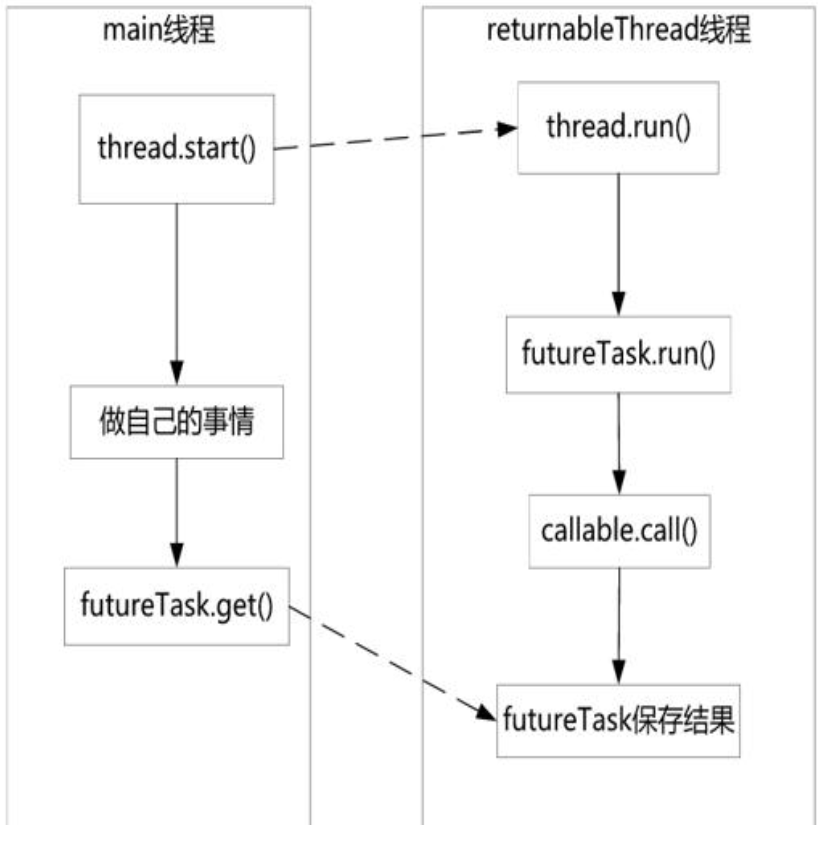 main线程
thread.start()
做自己的事情
futureTask.get()
returnableThread线程
thread.run()
futureTask.run()
callable.call()
futureTask保存结果